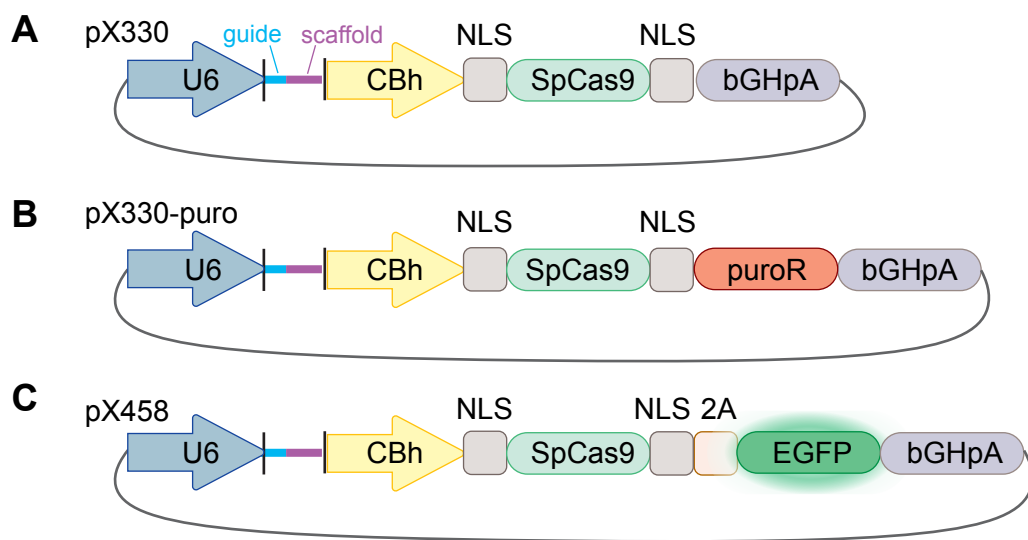 A
pX330
guide
scaffold
NLS
NLS
U6
CBh
SpCas9
bGHpA
B
pX330-puro
NLS
NLS
U6
CBh
SpCas9
puroR
bGHpA
C
pX458
NLS
NLS
2A
U6
CBh
SpCas9
EGFP
bGHpA